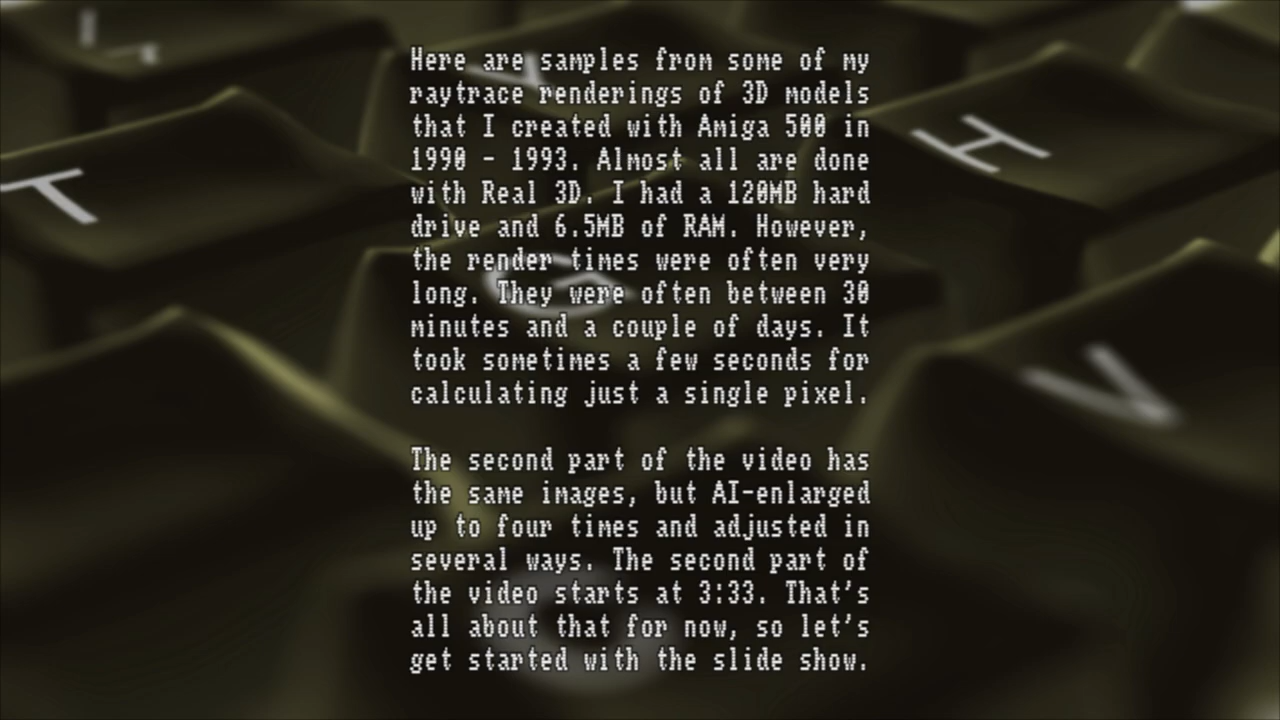 Here are samples from some of my
raytrace renderings of 3D models
that I created with Amiga 500 in
1990 - 1993. Almost all are done
with Real 3D. I had a 120MB hard
drive and 6.5MB of RAM. However,
the render times were often very
long. They were often between 30
minutes and a couple of days. It
took sometimes a few seconds for
calculating just a single pixel.
The second part of the video has
the same images, but AI-enlarged
up to four times and adjusted in
several ways. The second part of
the video starts at 3:33. That's
all about that for now, so let's
get started with the slide show.
T
H
G
V